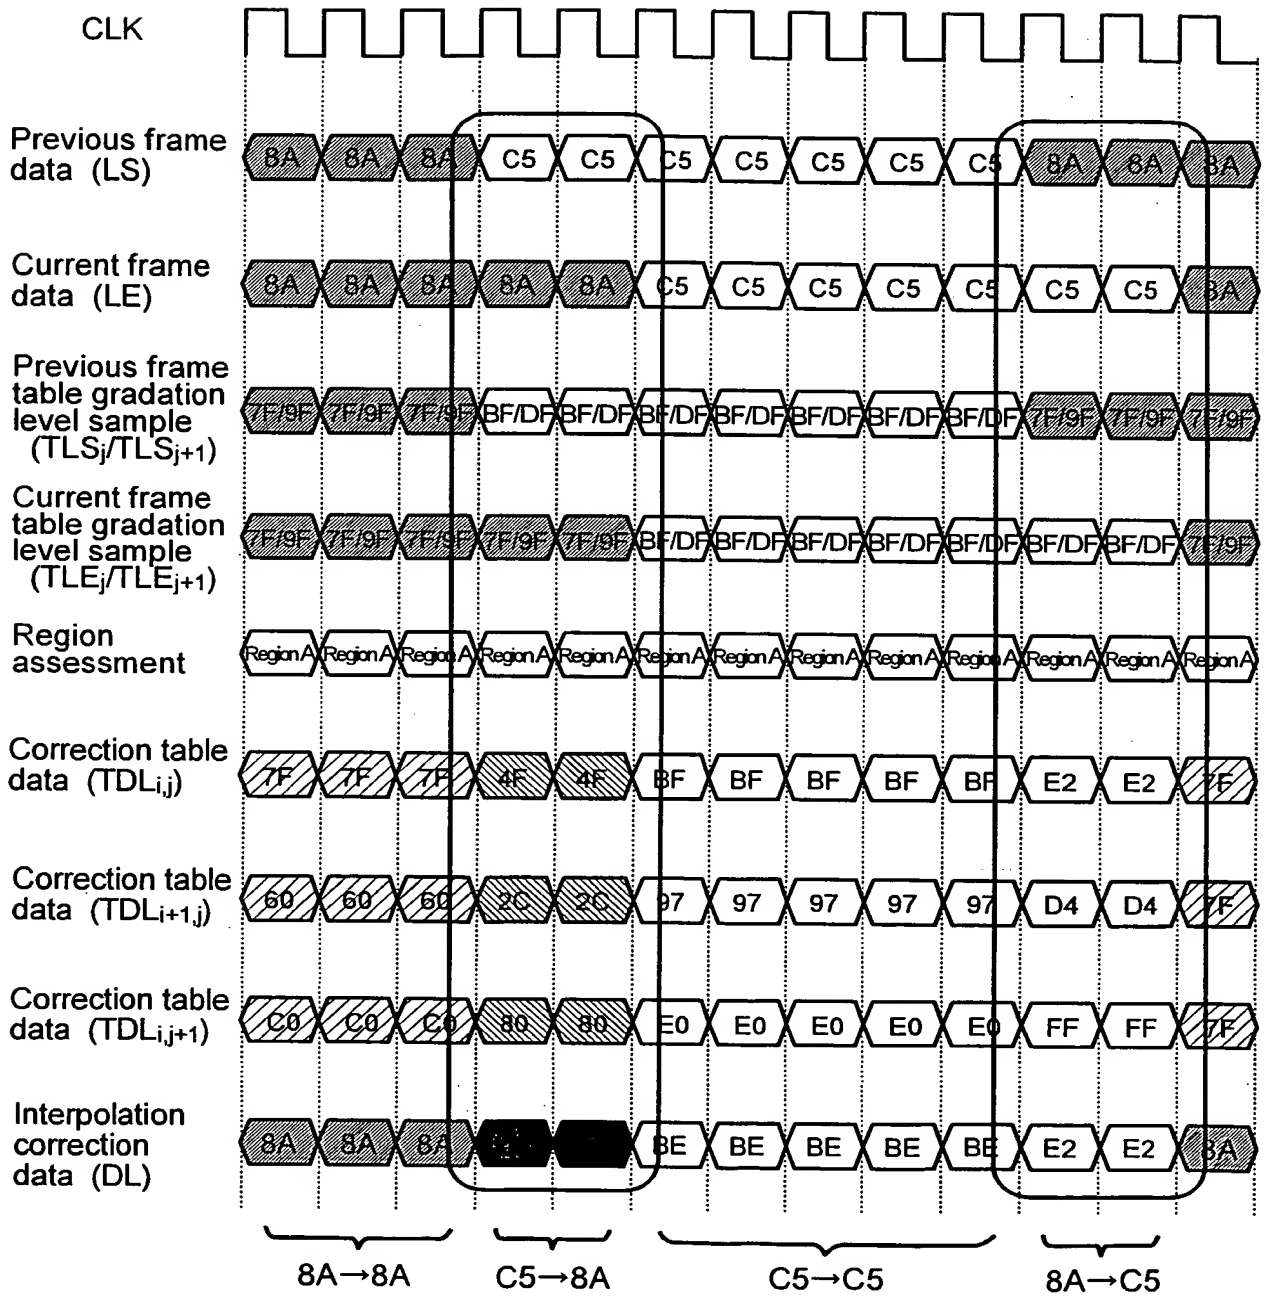 CLK
Previous frame
data (LS)
8A 8A 8A C5 C5 C5 C5 C5 C5 C5 8A 8A 8A
Current frame
data (LE)
8A 8A 8A 8A 8A C5 C5 C5 C5 C5 C5 C5 8A
Previous frame
table gradation
level sample
(TLSj/TLSj+1)
7F/9F 7F/9F 7F/9F BF/DF BF/DF BF/DF BF/DF BF/DF BF/DF BF/DF 7F/9F 7F/9F 7F/9F
Current frame
table gradation
level sample
(TLEj/TLEj+1)
7F/9F 7F/9F 7F/9F 7F/9F 7F/9F BF/DF BF/DF BF/DF BF/DF BF/DF BF/DF BF/DF 7F/9F
Region
assessment
Region A Region A Region A Region A Region A Region A Region A Region A Region A Region A Region A Region A Region A
Correction table
data (TDLi,j)
7F 7F 7F 4F 4F BF BF BF BF BF E2 E2 7F
Correction table
data (TDLi+1,j)
60 60 60 2C 2C 97 97 97 97 97 D4 D4 7F
Correction table
data (TDLi,j+1)
C0 C0 C0 80 80 E0 E0 E0 E0 E0 FF FF 7F
Interpolation
correction
data (DL)
8A 8A 8A BE BE BE BE BE E2 E2 8A
8A→8A C5→8A C5→C5 8A→C5